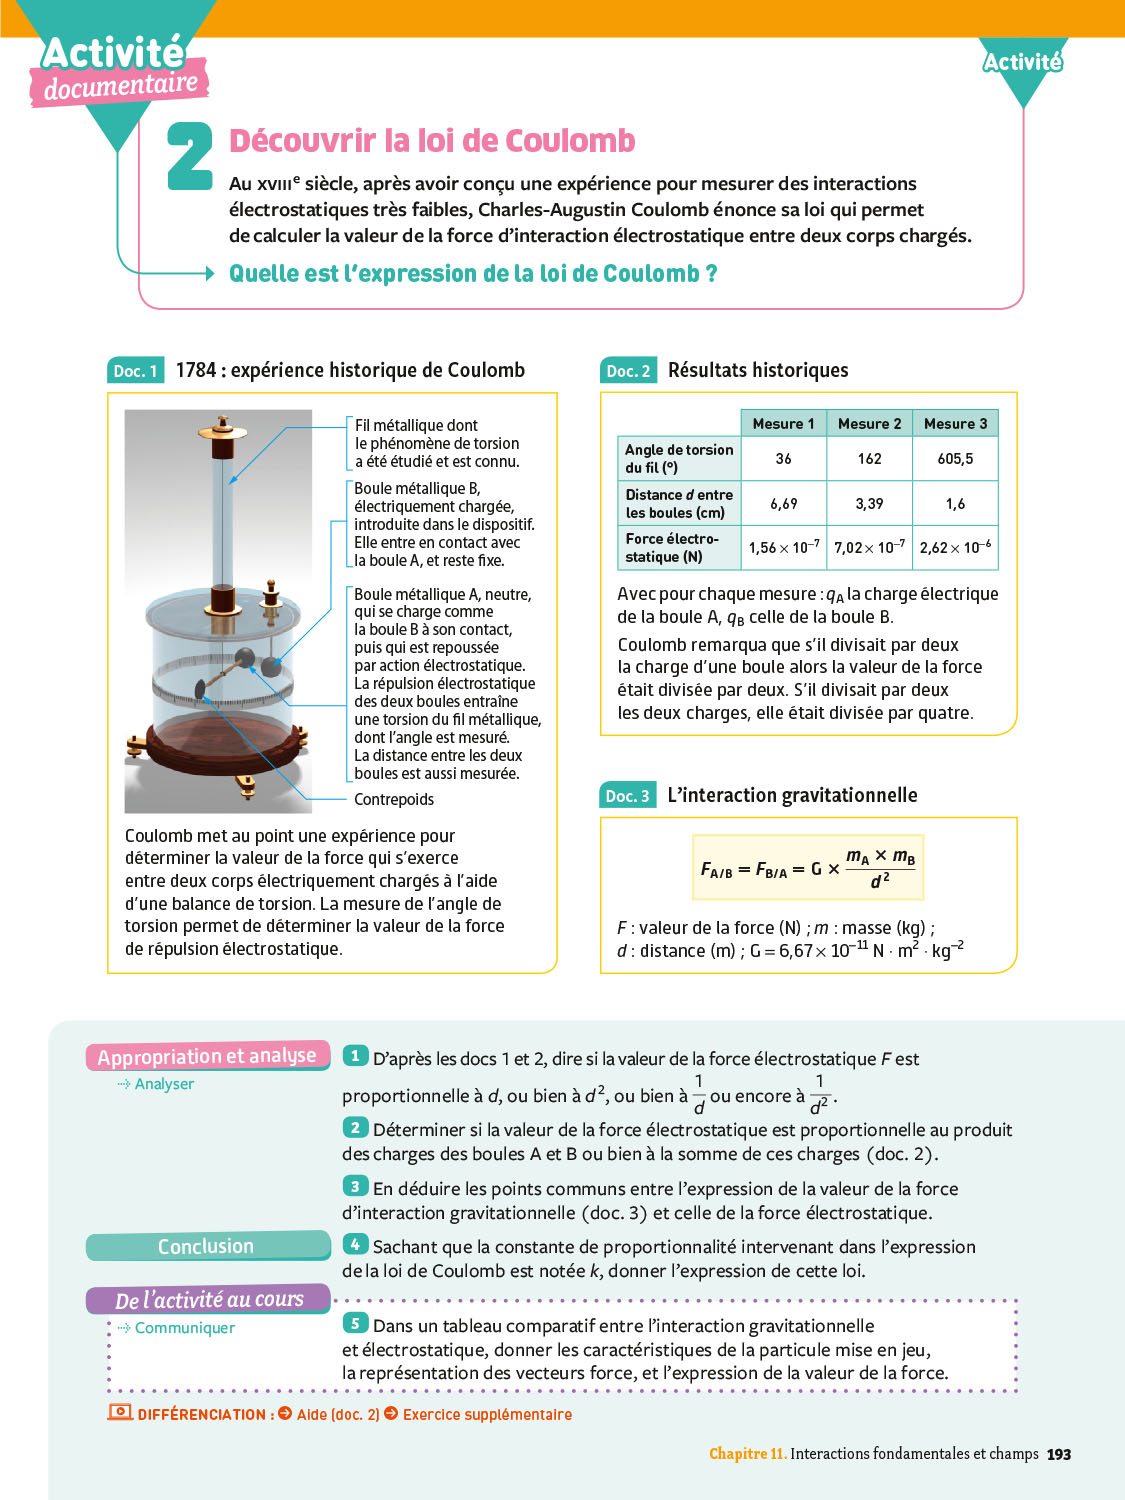 Activité
documentaire
Activité
2 Découvrir la loi de Coulomb
Au XVIIIe siècle, après avoir conçu une expérience pour mesurer des interactions
électrostatiques très faibles, Charles-Augustin Coulomb énonce sa loi qui permet
de calculer la valeur de la force d'interaction électrostatique entre deux corps chargés.
Quelle est l'expression de la loi de Coulomb ?
Doc. 1 1784 : expérience historique de Coulomb
Fil métallique dont
le phénomène de torsion
a été étudié et est connu.
Boule métallique B,
électriquement chargée,
introduite dans le dispositif.
Elle entre en contact avec
la boule A, et reste fixe.
Boule métallique A, neutre,
qui se charge comme
la boule B à son contact,
puis qui est repoussée
par action électrostatique.
La répulsion électrostatique
des deux boules entraîne
une torsion du fil métallique,
dont l'angle est mesuré.
La distance entre les deux
boules est aussi mesurée.
Contrepoids
Coulomb met au point une expérience pour
déterminer la valeur de la force qui s'exerce
entre deux corps électriquement chargés à l'aide
d'une balance de torsion. La mesure de l'angle de
torsion permet de déterminer la valeur de la force
de répulsion électrostatique.
Doc. 2 Résultats historiques
Mesure 1 Mesure 2 Mesure 3
Angle de torsion
du fil (°) 36 162 605,5
Distance d entre
les boules (cm) 6,69 3,39 1,6
Force électro-
statique (N) 1,56 × 10⁻⁷ 7,02 × 10⁻⁷ 2,62 × 10⁻⁶
Avec pour chaque mesure : qA la charge électrique
de la boule A, qB celle de la boule B.
Coulomb remarqua que s'il divisait par deux
la charge d'une boule alors la valeur de la force
était divisée par deux. S'il divisait par deux
les deux charges, elle était divisée par quatre.
Doc. 3 L'interaction gravitationnelle
FA/B = FB/A = G × mA × mB
d²
F : valeur de la force (N) ; m : masse (kg) ;
d : distance (m) ; G = 6,67 × 10⁻¹¹ N · m² · kg⁻²
Appropriation et analyse
Analyser
1 D'après les docs 1 et 2, dire si la valeur de la force électrostatique F est
proportionnelle à d, ou bien à d², ou bien à 1/d ou encore à 1/d².
2 Déterminer si la valeur de la force électrostatique est proportionnelle au produit
des charges des boules A et B ou bien à la somme de ces charges (doc. 2).
3 En déduire les points communs entre l'expression de la valeur de la force
d'interaction gravitationnelle (doc. 3) et celle de la force électrostatique.
Conclusion
4 Sachant que la constante de proportionnalité intervenant dans l'expression
de la loi de Coulomb est notée k, donner l'expression de cette loi.
De l'activité au cours
Communiquer
5 Dans un tableau comparatif entre l'interaction gravitationnelle
et électrostatique, donner les caractéristiques de la particule mise en jeu,
la représentation des vecteurs force, et l'expression de la valeur de la force.
DIFFÉRENCIATION : Aide (doc. 2) Exercice supplémentaire
Chapitre 11. Interactions fondamentales et champs 193